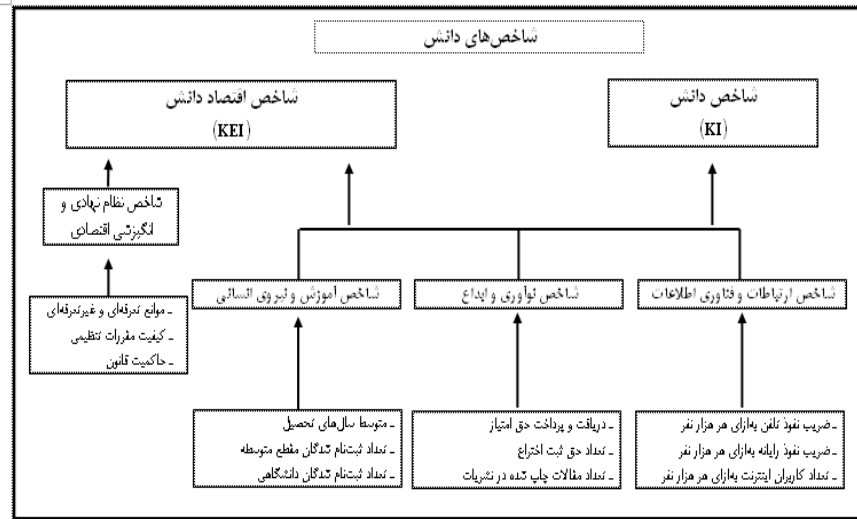 شاخص‌های دانش
شاخص دانش
(KI)
شاخص اقتصاد دانش
(KEI)
شاخص نظام نهادی و
انگیزشی اقتصادی
شاخص ارتباطات و فناوری اطلاعات
شاخص نوآوری و ابداع
شاخص آموزش و نیروی انسانی
ـ موانع تعرفه‌ای و غیرتعرفه‌ای
ـ کیفیت مقررات تنظیمی
ـ حاکمیت قانون
ـ ضریب نفوذ تلفن به‌ازای هر هزار نفر
ـ ضریب نفوذ رایانه به‌ازای هر هزار نفر
ـ تعداد کاربران اینترنت به‌ازای هر هزار نفر
ـ دریافت و پرداخت حق امتیاز
ـ تعداد حق ثبت اختراع
ـ تعداد مقالات چاپ شده در نشریات
ـ متوسط سال‌های تحصیل
ـ تعداد ثبت‌نام شدگان مقطع متوسطه
ـ تعداد ثبت‌نام شدگان دانشگاهی